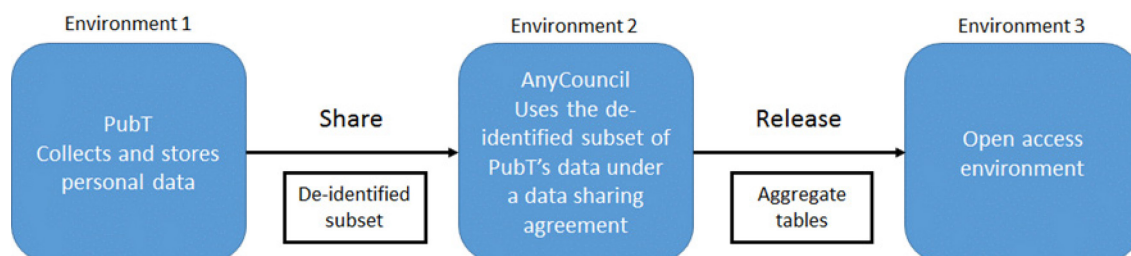 Environment 1
PubT
Collects and stores
personal data
Share
De-identified
subset
Environment 2
AnyCouncil
Uses the de-
identified subset of
PubT's data under
a data sharing
agreement
Release
Aggregate
tables
Environment 3
Open access
environment